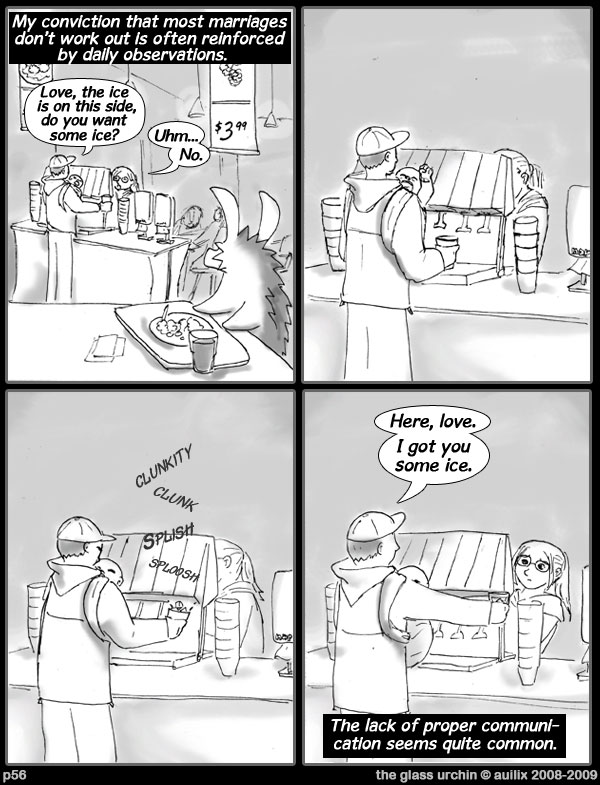 My conviction that most marriages
don't work out is often reinforced
by daily observations.
Love, the ice
is on this side,
do you want
some ice?
Uhm...
No.
$3.99
CLUNKITY
CLUNK
SPLISH
SPLOOSH
Here, love.
I got you
some ice.
The lack of proper communi-
cation seems quite common.
p56
the glass urchin © auilix 2008-2009